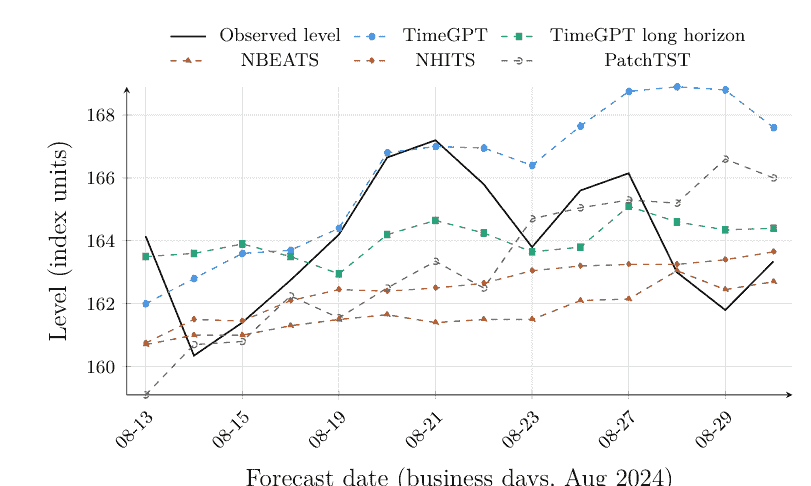 Observed level TimeGPT TimeGPT long horizon
NBEATS NHITS PatchTST
168
166
164
162
160
Level (index units)
08-13 08-15 08-19 08-21 08-23 08-27 08-29
Forecast date (business days, Aug 2024)